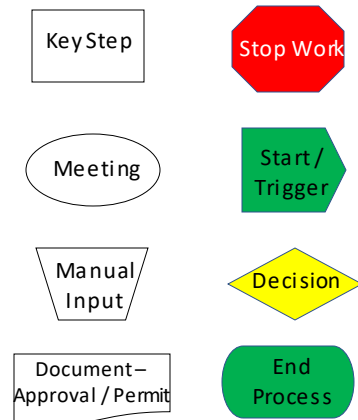 Key Step
Stop Work
Meeting
Start /
Trigger
Manual
Input
Decision
Document –
Approval / Permit
End
Process